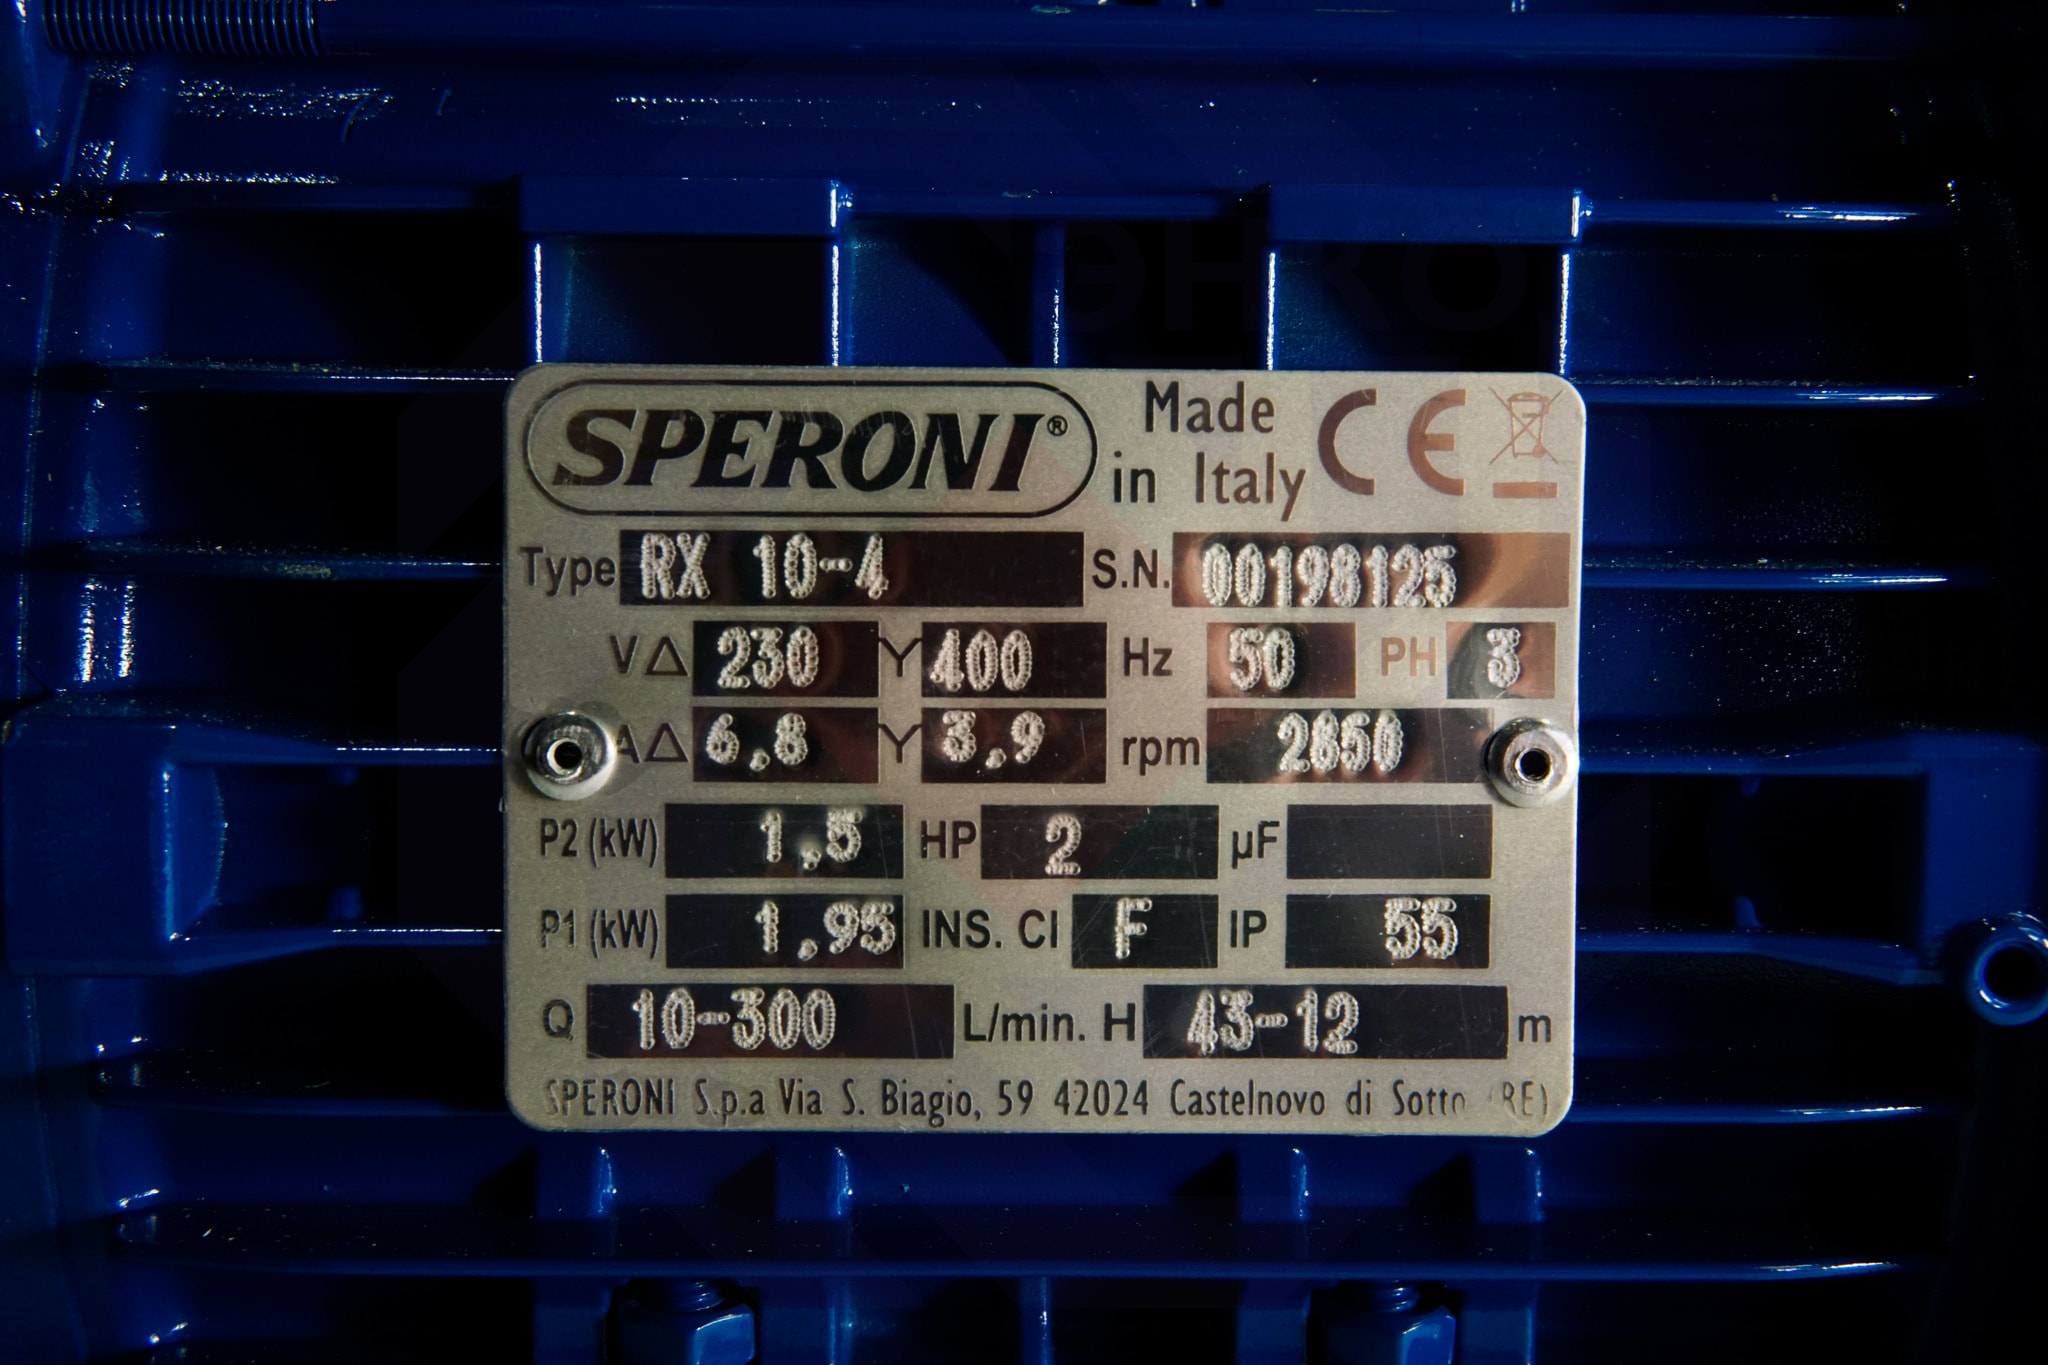 SPERONI® Made in Italy CE
Type RX 10-4 S.N. 00198125
V△ 230 Y 400 Hz 50 PH 3
A△ 6,8 Y 3,9 rpm 2850
P2 (kW) 1,5 HP 2 µF
P1 (kW) 1,95 INS. Cl F IP 55
Q 10-300 L/min. H 43-12 m
SPERONI S.p.a Via S. Biagio, 59 42024 Castelnovo di Sotto (RE)